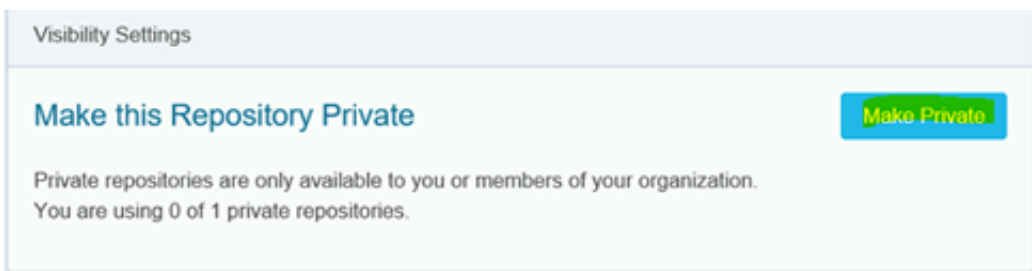 Visibility Settings
Make this Repository Private
Make Private
Private repositories are only available to you or members of your organization.
You are using 0 of 1 private repositories.